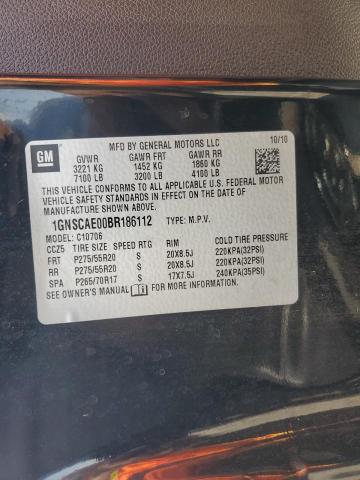 MFD BY GENERAL MOTORS LLC 10/10
GM GVWR GAWR FRT GAWR RR
3221 KG 1452 KG 1860 KG
7100 LB 3200 LB 4100 LB
THIS VEHICLE CONFORMS TO ALL APPLICABLE U.S. FEDERAL MOTOR
VEHICLE SAFETY AND THEFT PREVENTION STANDARDS IN EFFECT ON THE DATE OF
MANUFACTURE SHOWN ABOVE.
1GNSCAE00BR186112 TYPE: M.P.V.
MODEL: C10706
CCZ5 TIRE SIZE SPEED RTG RIM COLD TIRE PRESSURE
FRT P275/55R20 S 20X8.5J 220KPA(32PSI)
RR P275/55R20 S 20X8.5J 220KPA(32PSI)
SPA P265/70R17 S 17X7.5J 240KPA(35PSI)
SEE OWNER'S MANUAL FOR MORE INFORMATION